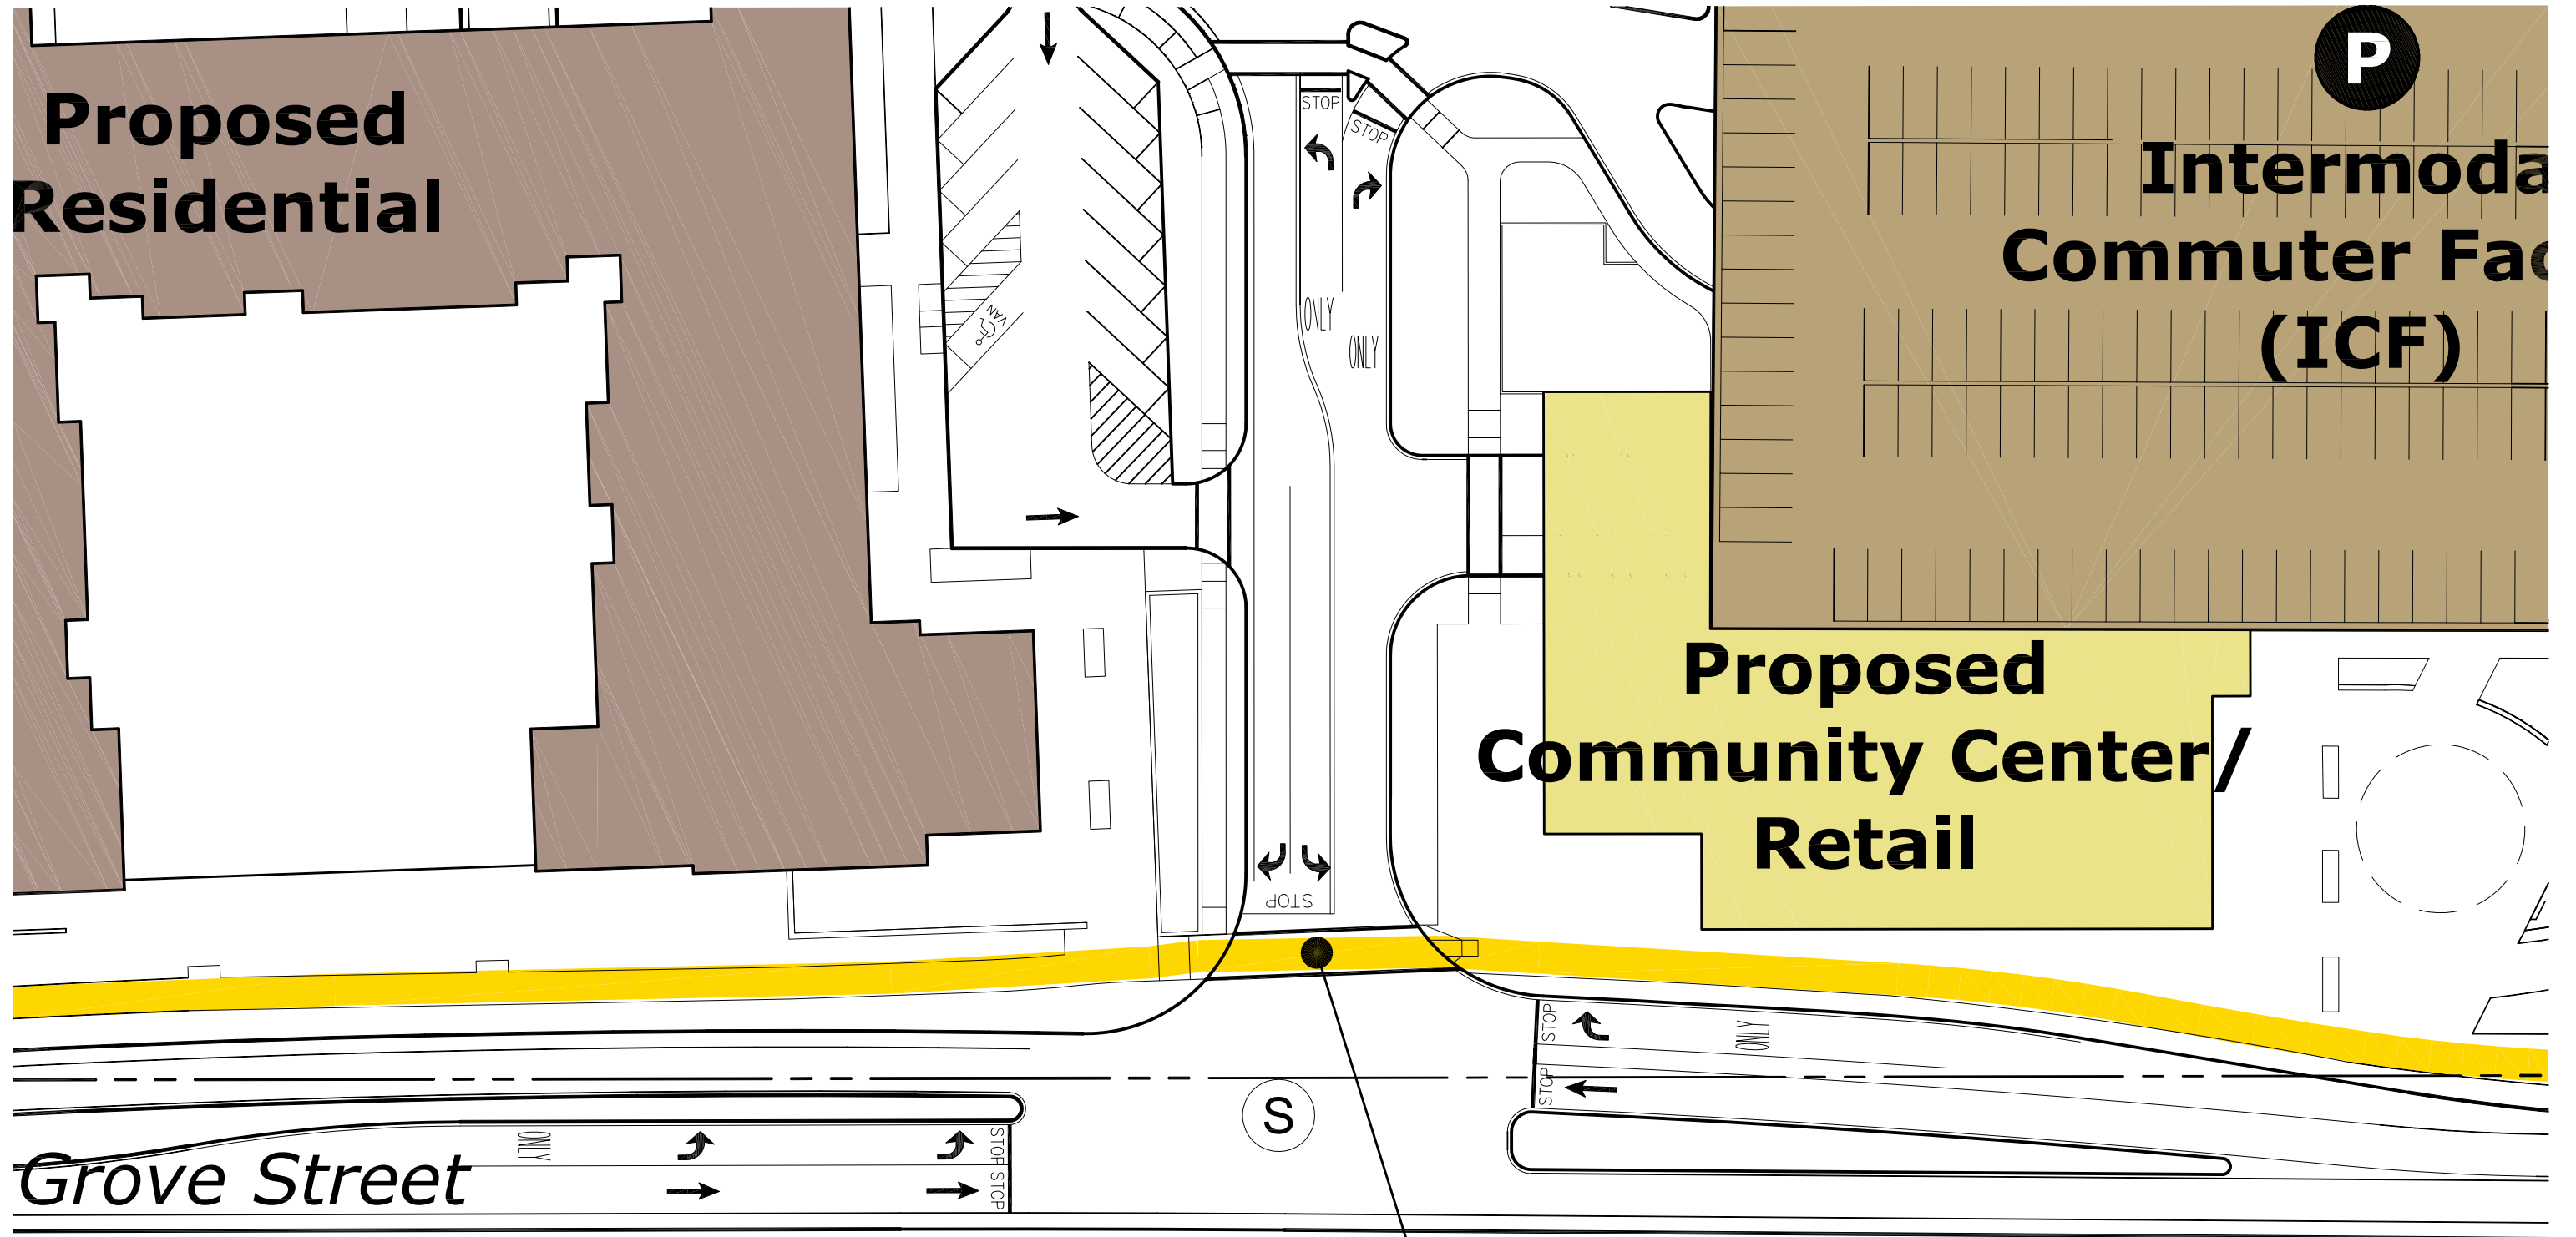 P
Proposed
Residential
Intermoda
Commuter Fac
(ICF)
STOP
STOP
VAN
ONLY
ONLY
Proposed
Community Center/
Retail
STOP
STOP
ONLY
STOP
S
ONLY
STOP
STOP
Grove Street